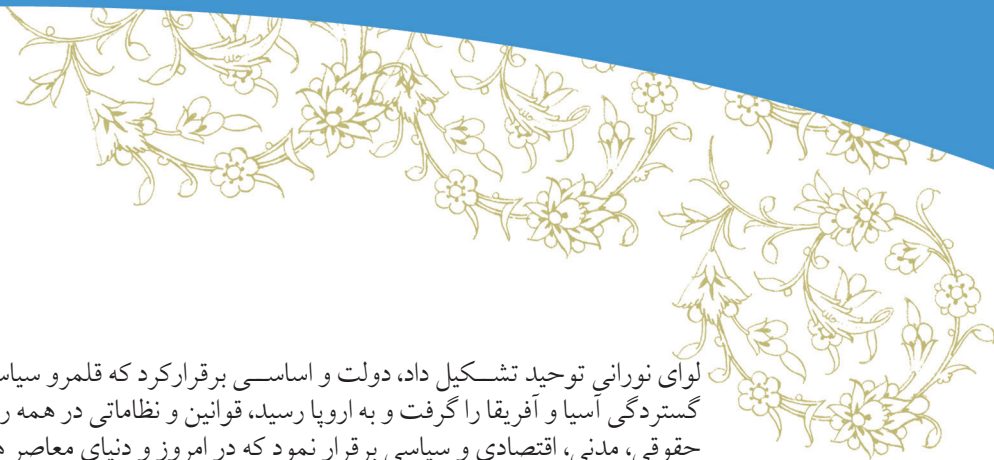 لوای نورانی توحید تشکیل داد، دولت و اساسی برقرارکرد که قلمرو
گستردگی آسیا و آفریقا را گرفت و به اروپا رسید، قوانین و نظاماتی در همه
حقوقی، مدنی، اقتصادی و سیاسی برقرار نمود که در امروز و دنیای معاصر